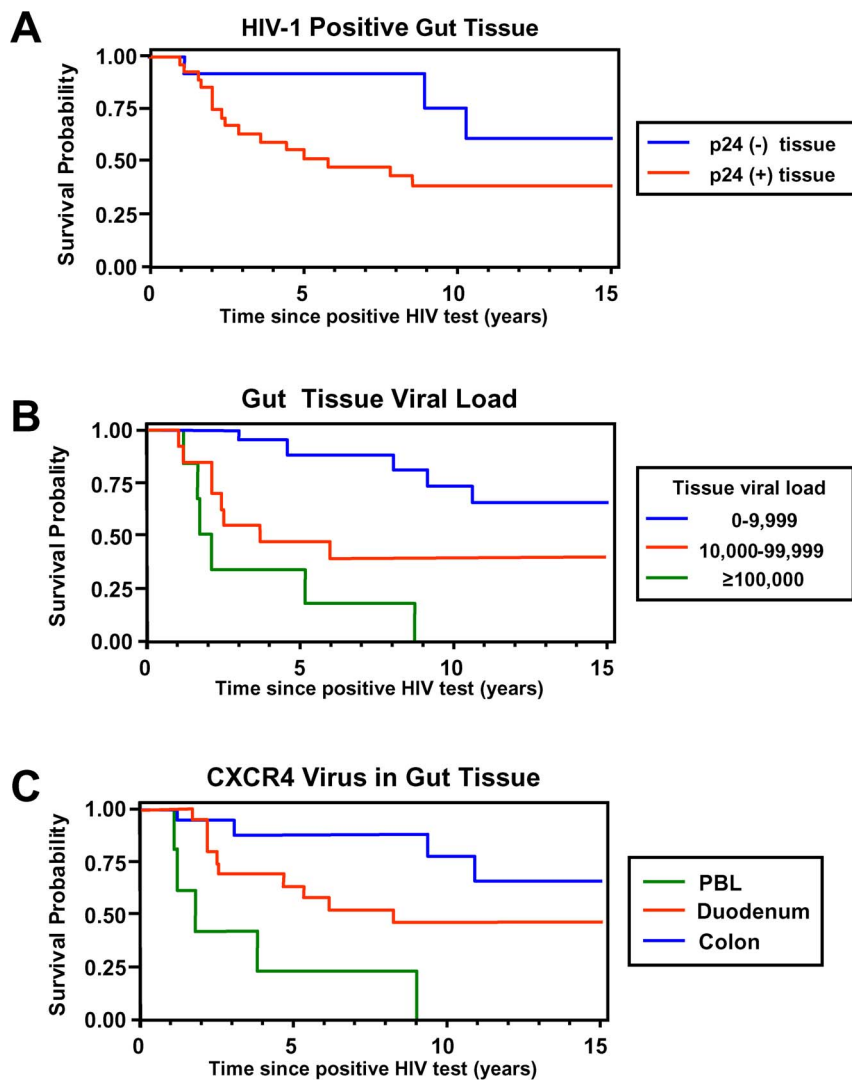 A
HIV-1 Positive Gut Tissue
Survival Probability
1.00
0.75
0.50
0.25
0.00
0 5 10 15
Time since positive HIV test (years)
p24 (-) tissue
p24 (+) tissue
B
Gut Tissue Viral Load
Survival Probality
1.00
0.75
0.50
0.25
0.00
0 5 10 15
Time since positive HIV test (years)
Tissue viral load
0-9,999
10,000-99,999
≥100,000
C
CXCR4 Virus in Gut Tissue
Survival Probability
1.00
0.75
0.50
0.25
0.00
0 5 10 15
Time since positive HIV test (years)
PBL
Duodenum
Colon